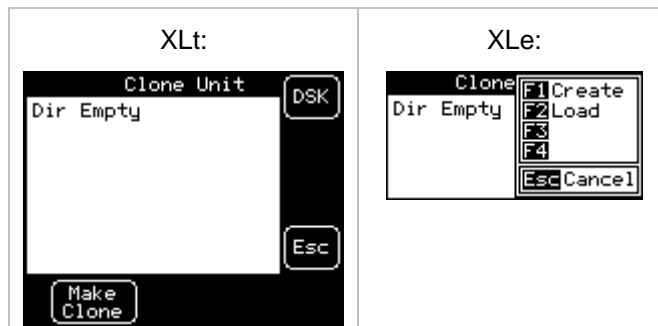 XLt:
Clone Unit
DSK
Dir Empty
Esc
Make
Clone
XLe:
Clone
F1 Create
Dir Empty
F2 Load
F3
F4
Esc Cancel